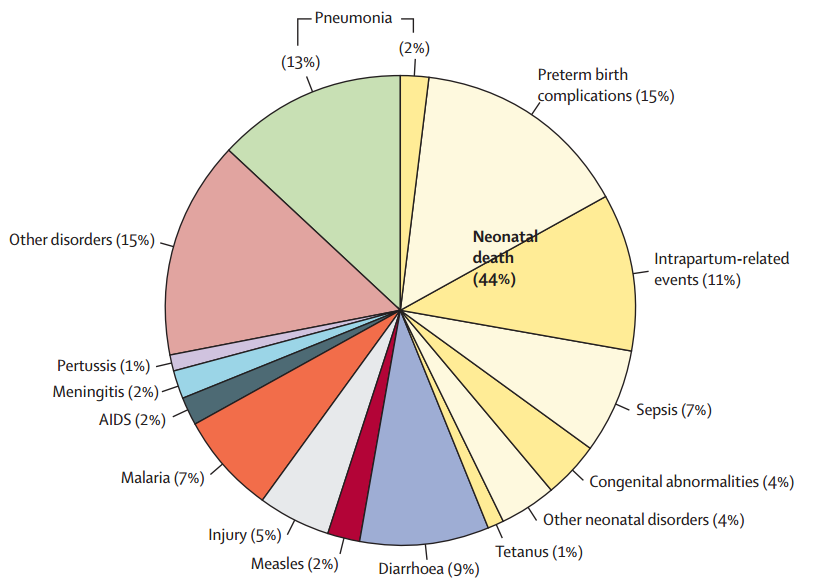 Pneumonia
(13%)
(2%)
Preterm birth
complications (15%)
Neonatal
death
(44%)
Intrapartum-related
events (11%)
Sepsis (7%)
Congenital abnormalities (4%)
Other neonatal disorders (4%)
Tetanus (1%)
Diarrhoea (9%)
Measles (2%)
Injury (5%)
Malaria (7%)
AIDS (2%)
Meningitis (2%)
Pertussis (1%)
Other disorders (15%)